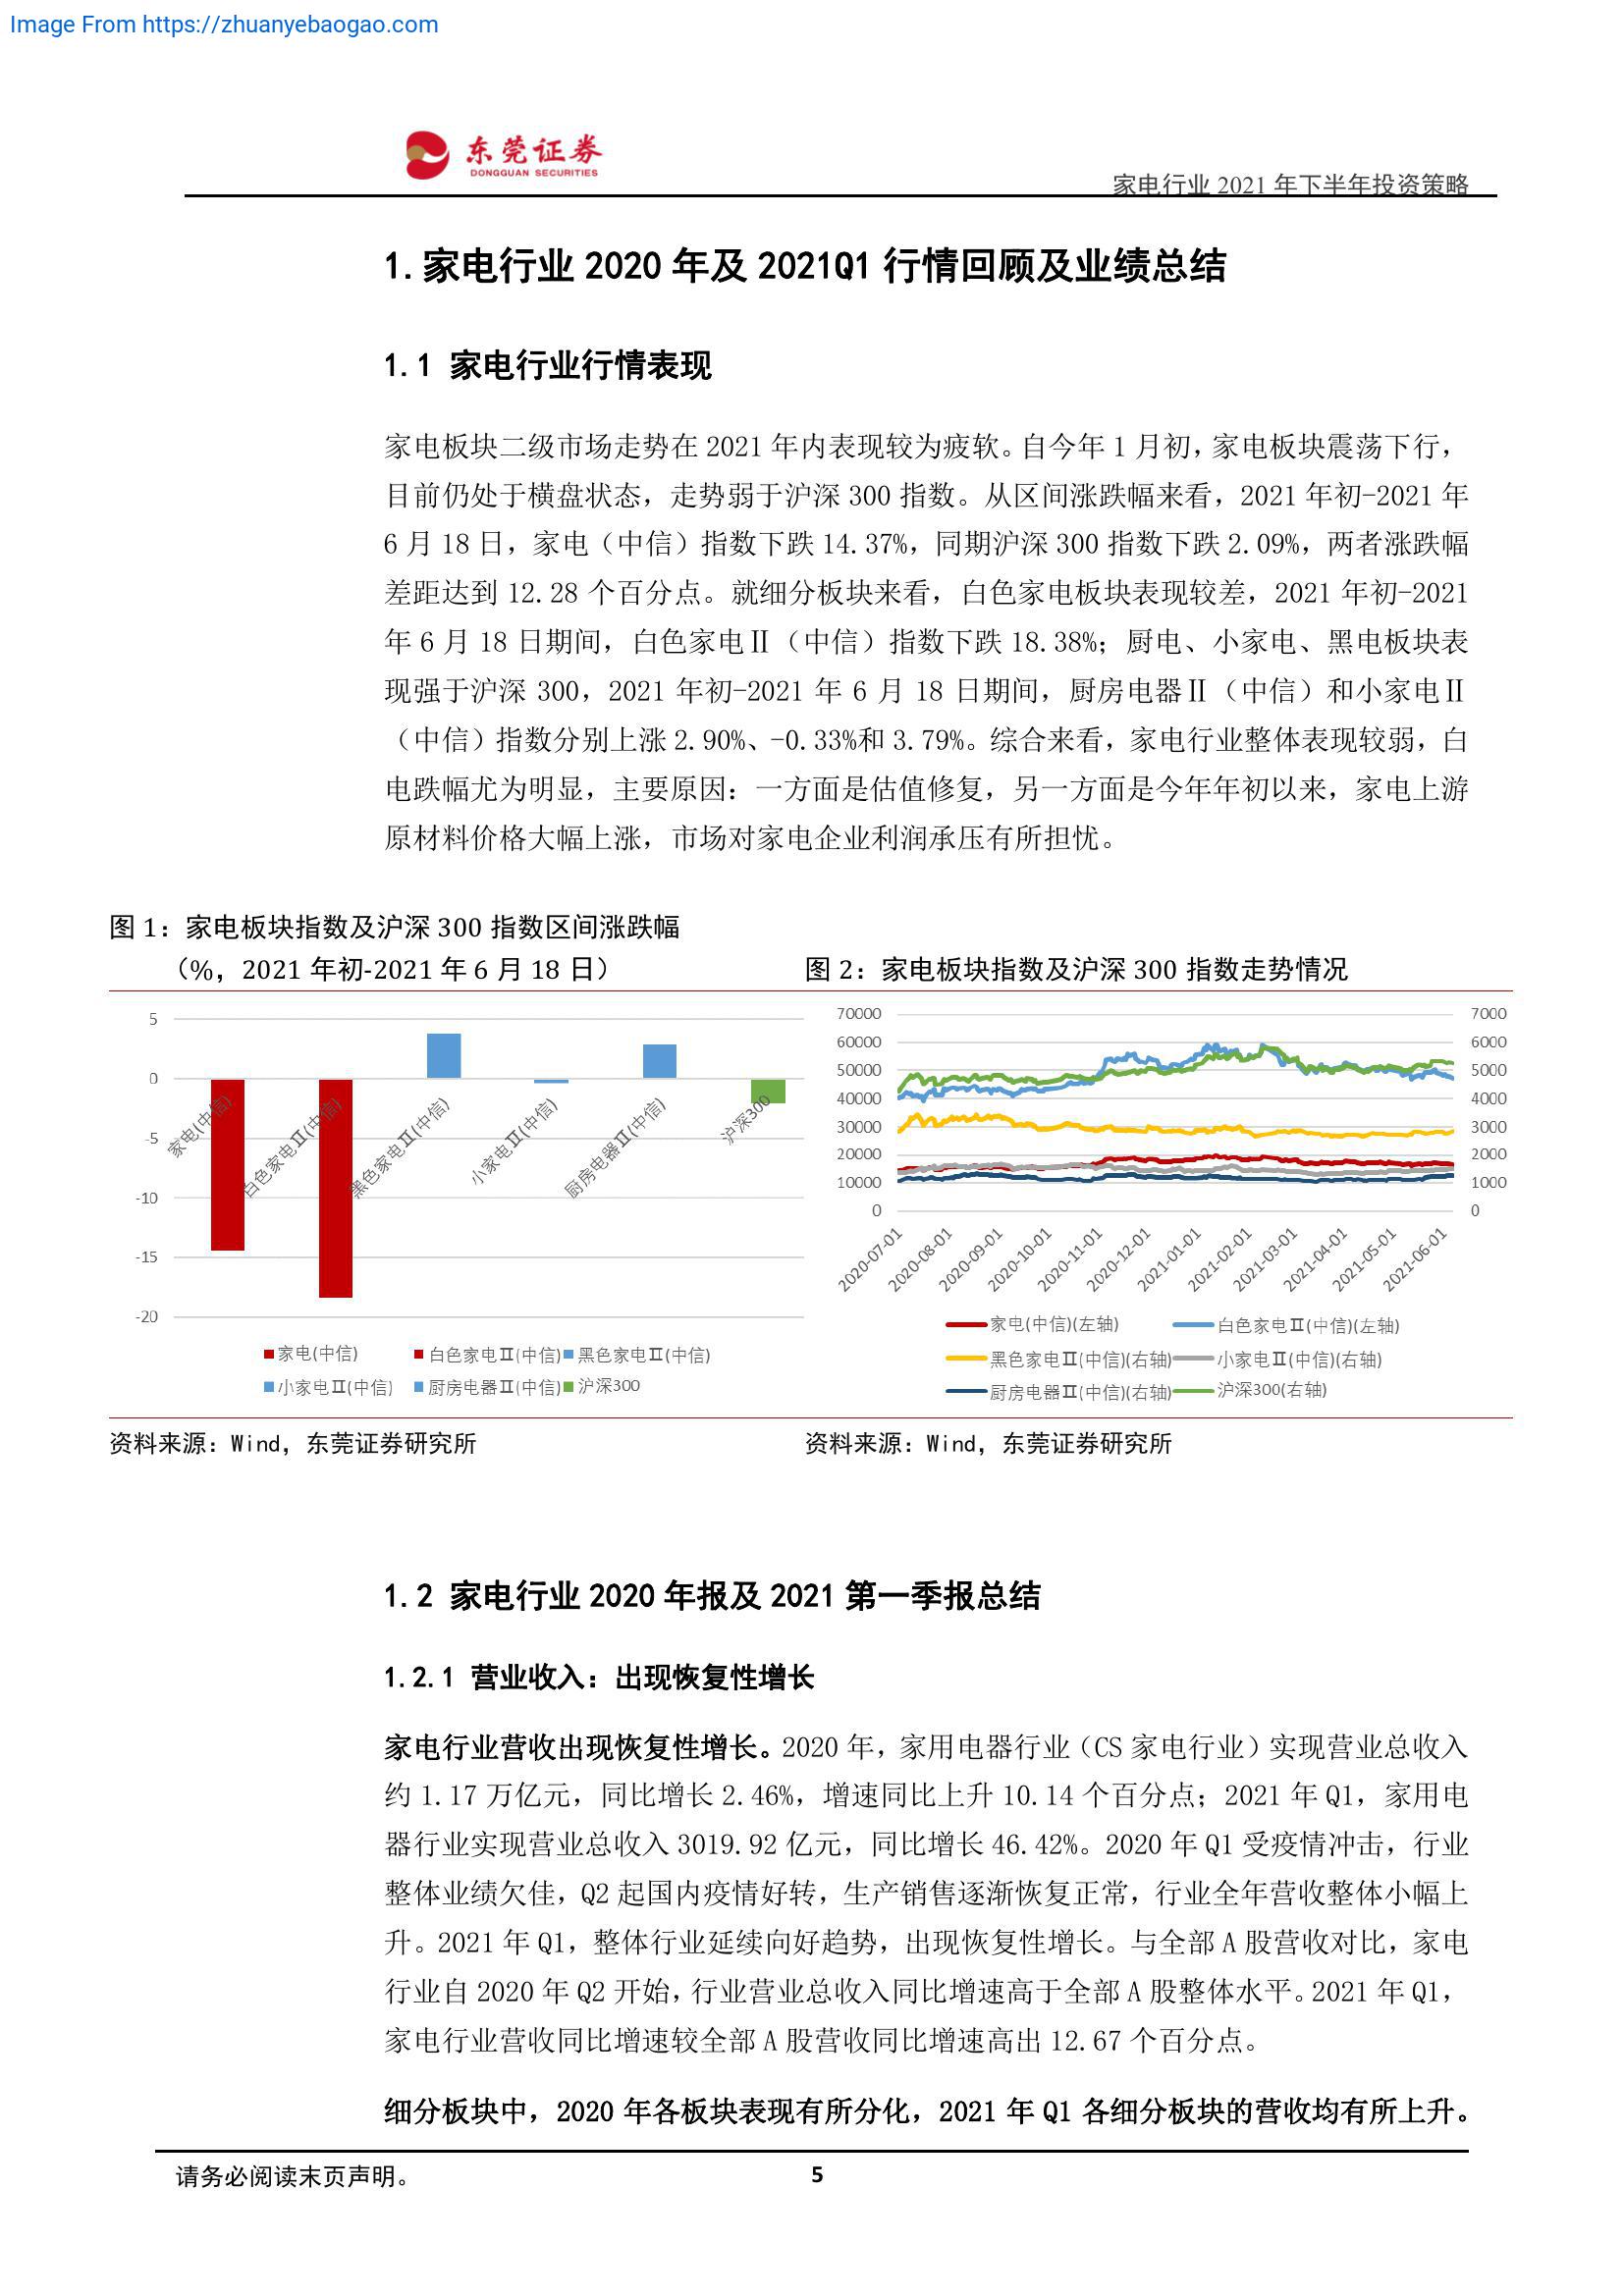 Image From https://zhuanyebaogao.com
东莞证券
DONGGUAN SECURITIES
家电行业 2021 年下半年投资策略
1. 家电行业 2020 年及 2021Q1 行情回顾及业绩总结
1.1 家电行业行情表现
家电板块二级市场走势在 2021 年内表现较为疲软。自今年 1 月初，家电板块震荡下行，
目前仍处于横盘状态，走势弱于沪深 300 指数。从区间涨跌幅来看，2021 年初-2021 年
6 月 18 日，家电（中信）指数下跌 14.37%，同期沪深 300 指数下跌 2.09%，两者涨跌幅
差距达到 12.28 个百分点。就细分板块来看，白色家电板块表现较差，2021 年初-2021
年 6 月 18 日期间，白色家电Ⅱ（中信）指数下跌 18.38%；厨电、小家电、黑电板块表
现强于沪深 300，2021 年初-2021 年 6 月 18 日期间，厨房电器Ⅱ（中信）和小家电Ⅱ
（中信）指数分别上涨 2.90%、-0.33%和 3.79%。综合来看，家电行业整体表现较弱，白
电跌幅尤为明显，主要原因：一方面是估值修复，另一方面是今年年初以来，家电上游
原材料价格大幅上涨，市场对家电企业利润承压有所担忧。
图 1：家电板块指数及沪深 300 指数区间涨跌幅
（%，2021 年初-2021 年 6 月 18 日）
5
0
-5
-10
-15
-20
家电(中信)
白色家电Ⅱ(中信)
黑色家电Ⅱ(中信)
小家电Ⅱ(中信)
厨房电器Ⅱ(中信)
沪深300
家电(中信) 白色家电Ⅱ(中信) 黑色家电Ⅱ(中信)
小家电Ⅱ(中信) 厨房电器Ⅱ(中信) 沪深300
资料来源：Wind，东莞证券研究所
图 2：家电板块指数及沪深 300 指数走势情况
70000
60000
50000
40000
30000
20000
10000
0
7000
6000
5000
4000
3000
2000
1000
0
2020-07-01
2020-08-01
2020-09-01
2020-10-01
2020-11-01
2020-12-01
2021-01-01
2021-02-01
2021-03-01
2021-04-01
2021-05-01
2021-06-01
家电(中信)(左轴) 白色家电Ⅱ(中信)(左轴)
黑色家电Ⅱ(中信)(右轴) 小家电Ⅱ(中信)(右轴)
厨房电器Ⅱ(中信)(右轴) 沪深300(右轴)
资料来源：Wind，东莞证券研究所
1.2 家电行业 2020 年报及 2021 第一季报总结
1.2.1 营业收入：出现恢复性增长
家电行业营收出现恢复性增长。2020 年，家用电器行业（CS 家电行业）实现营业总收入
约 1.17 万亿元，同比增长 2.46%，增速同比上升 10.14 个百分点；2021 年 Q1，家用电
器行业实现营业总收入 3019.92 亿元，同比增长 46.42%。2020 年 Q1 受疫情冲击，行业
整体业绩欠佳，Q2 起国内疫情好转，生产销售逐渐恢复正常，行业全年营收整体小幅上
升。2021 年 Q1，整体行业延续向好趋势，出现恢复性增长。与全部 A 股营收对比，家电
行业自 2020 年 Q2 开始，行业营业总收入同比增速高于全部 A 股整体水平。2021 年 Q1，
家电行业营收同比增速较全部 A 股营收同比增速高出 12.67 个百分点。
细分板块中，2020 年各板块表现有所分化，2021 年 Q1 各细分板块的营收均有所上升。
请务必阅读末页声明。
5